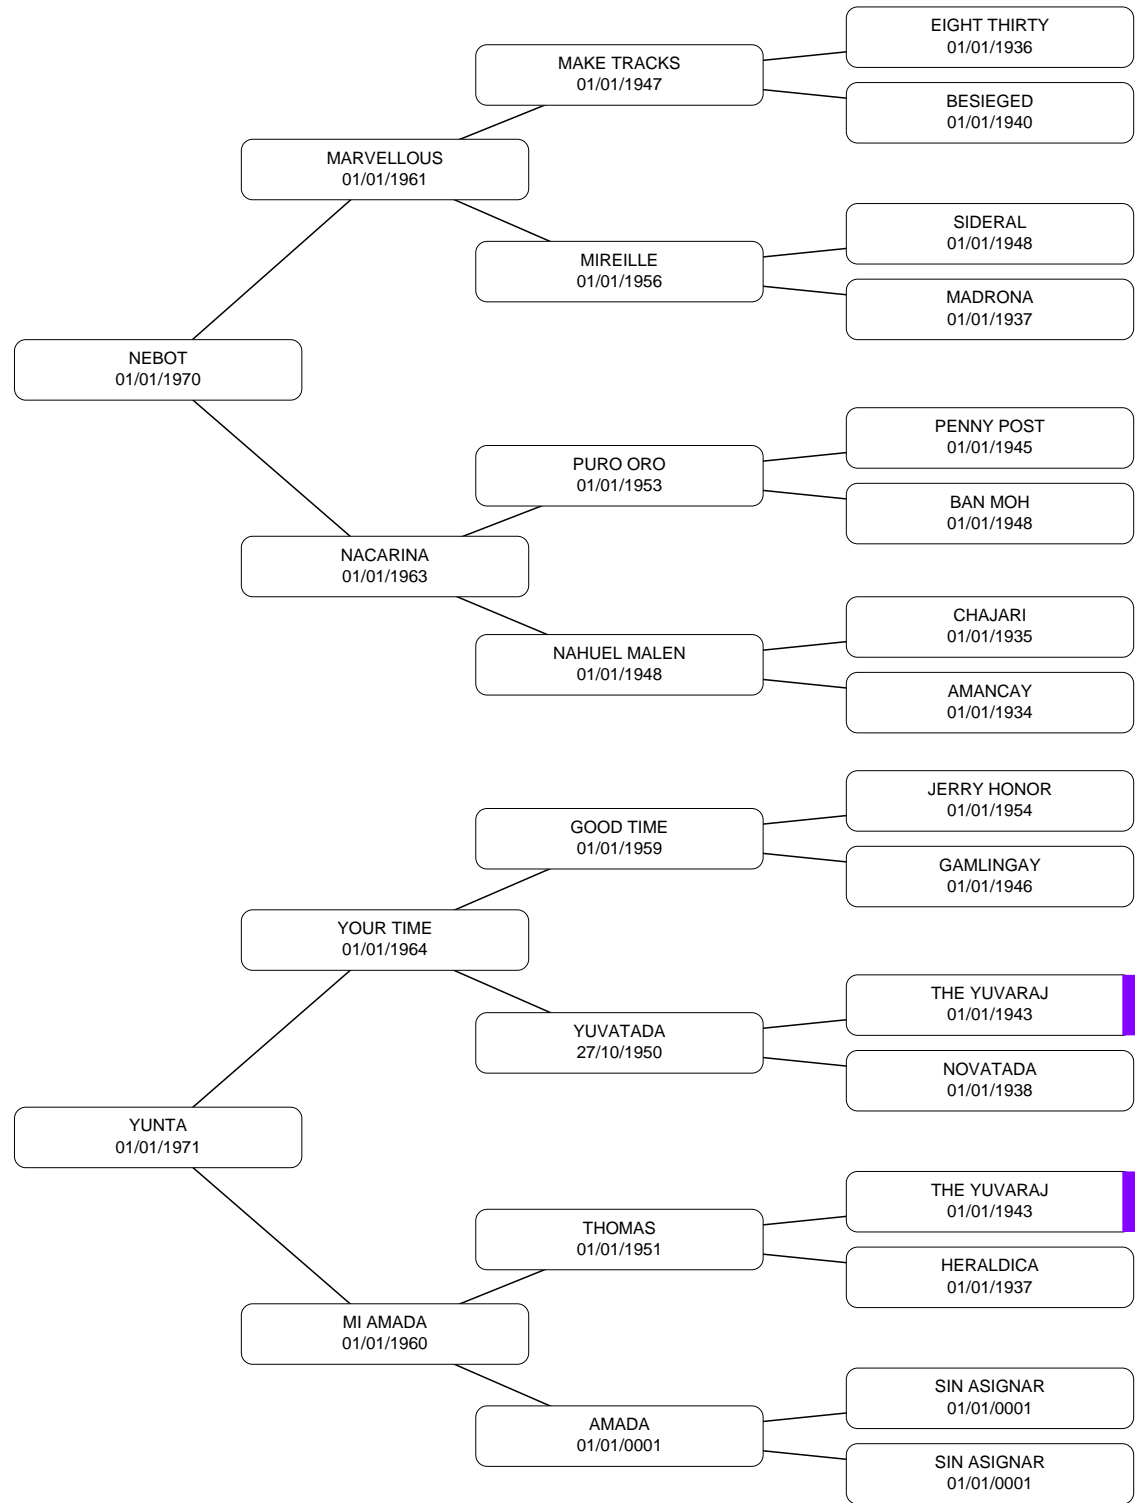 EIGHT THIRTY
01/01/1936
MAKE TRACKS
01/01/1947
BESIEGED
01/01/1940
MARVELLOUS
01/01/1961
SIDERAL
01/01/1948
MIREILLE
01/01/1956
MADRONA
01/01/1937
NEBOT
01/01/1970
PENNY POST
01/01/1945
PURO ORO
01/01/1953
BAN MOH
01/01/1948
NACARINA
01/01/1963
CHAJARI
01/01/1935
NAHUEL MALEN
01/01/1948
AMANCAY
01/01/1934
JERRY HONOR
01/01/1954
GOOD TIME
01/01/1959
GAMLINGAY
01/01/1946
YOUR TIME
01/01/1964
THE YUVARAJ
01/01/1943
YUVATADA
27/10/1950
NOVATADA
01/01/1938
YUNTA
01/01/1971
THE YUVARAJ
01/01/1943
THOMAS
01/01/1951
HERALDICA
01/01/1937
MI AMADA
01/01/1960
SIN ASIGNAR
01/01/0001
AMADA
01/01/0001
SIN ASIGNAR
01/01/0001